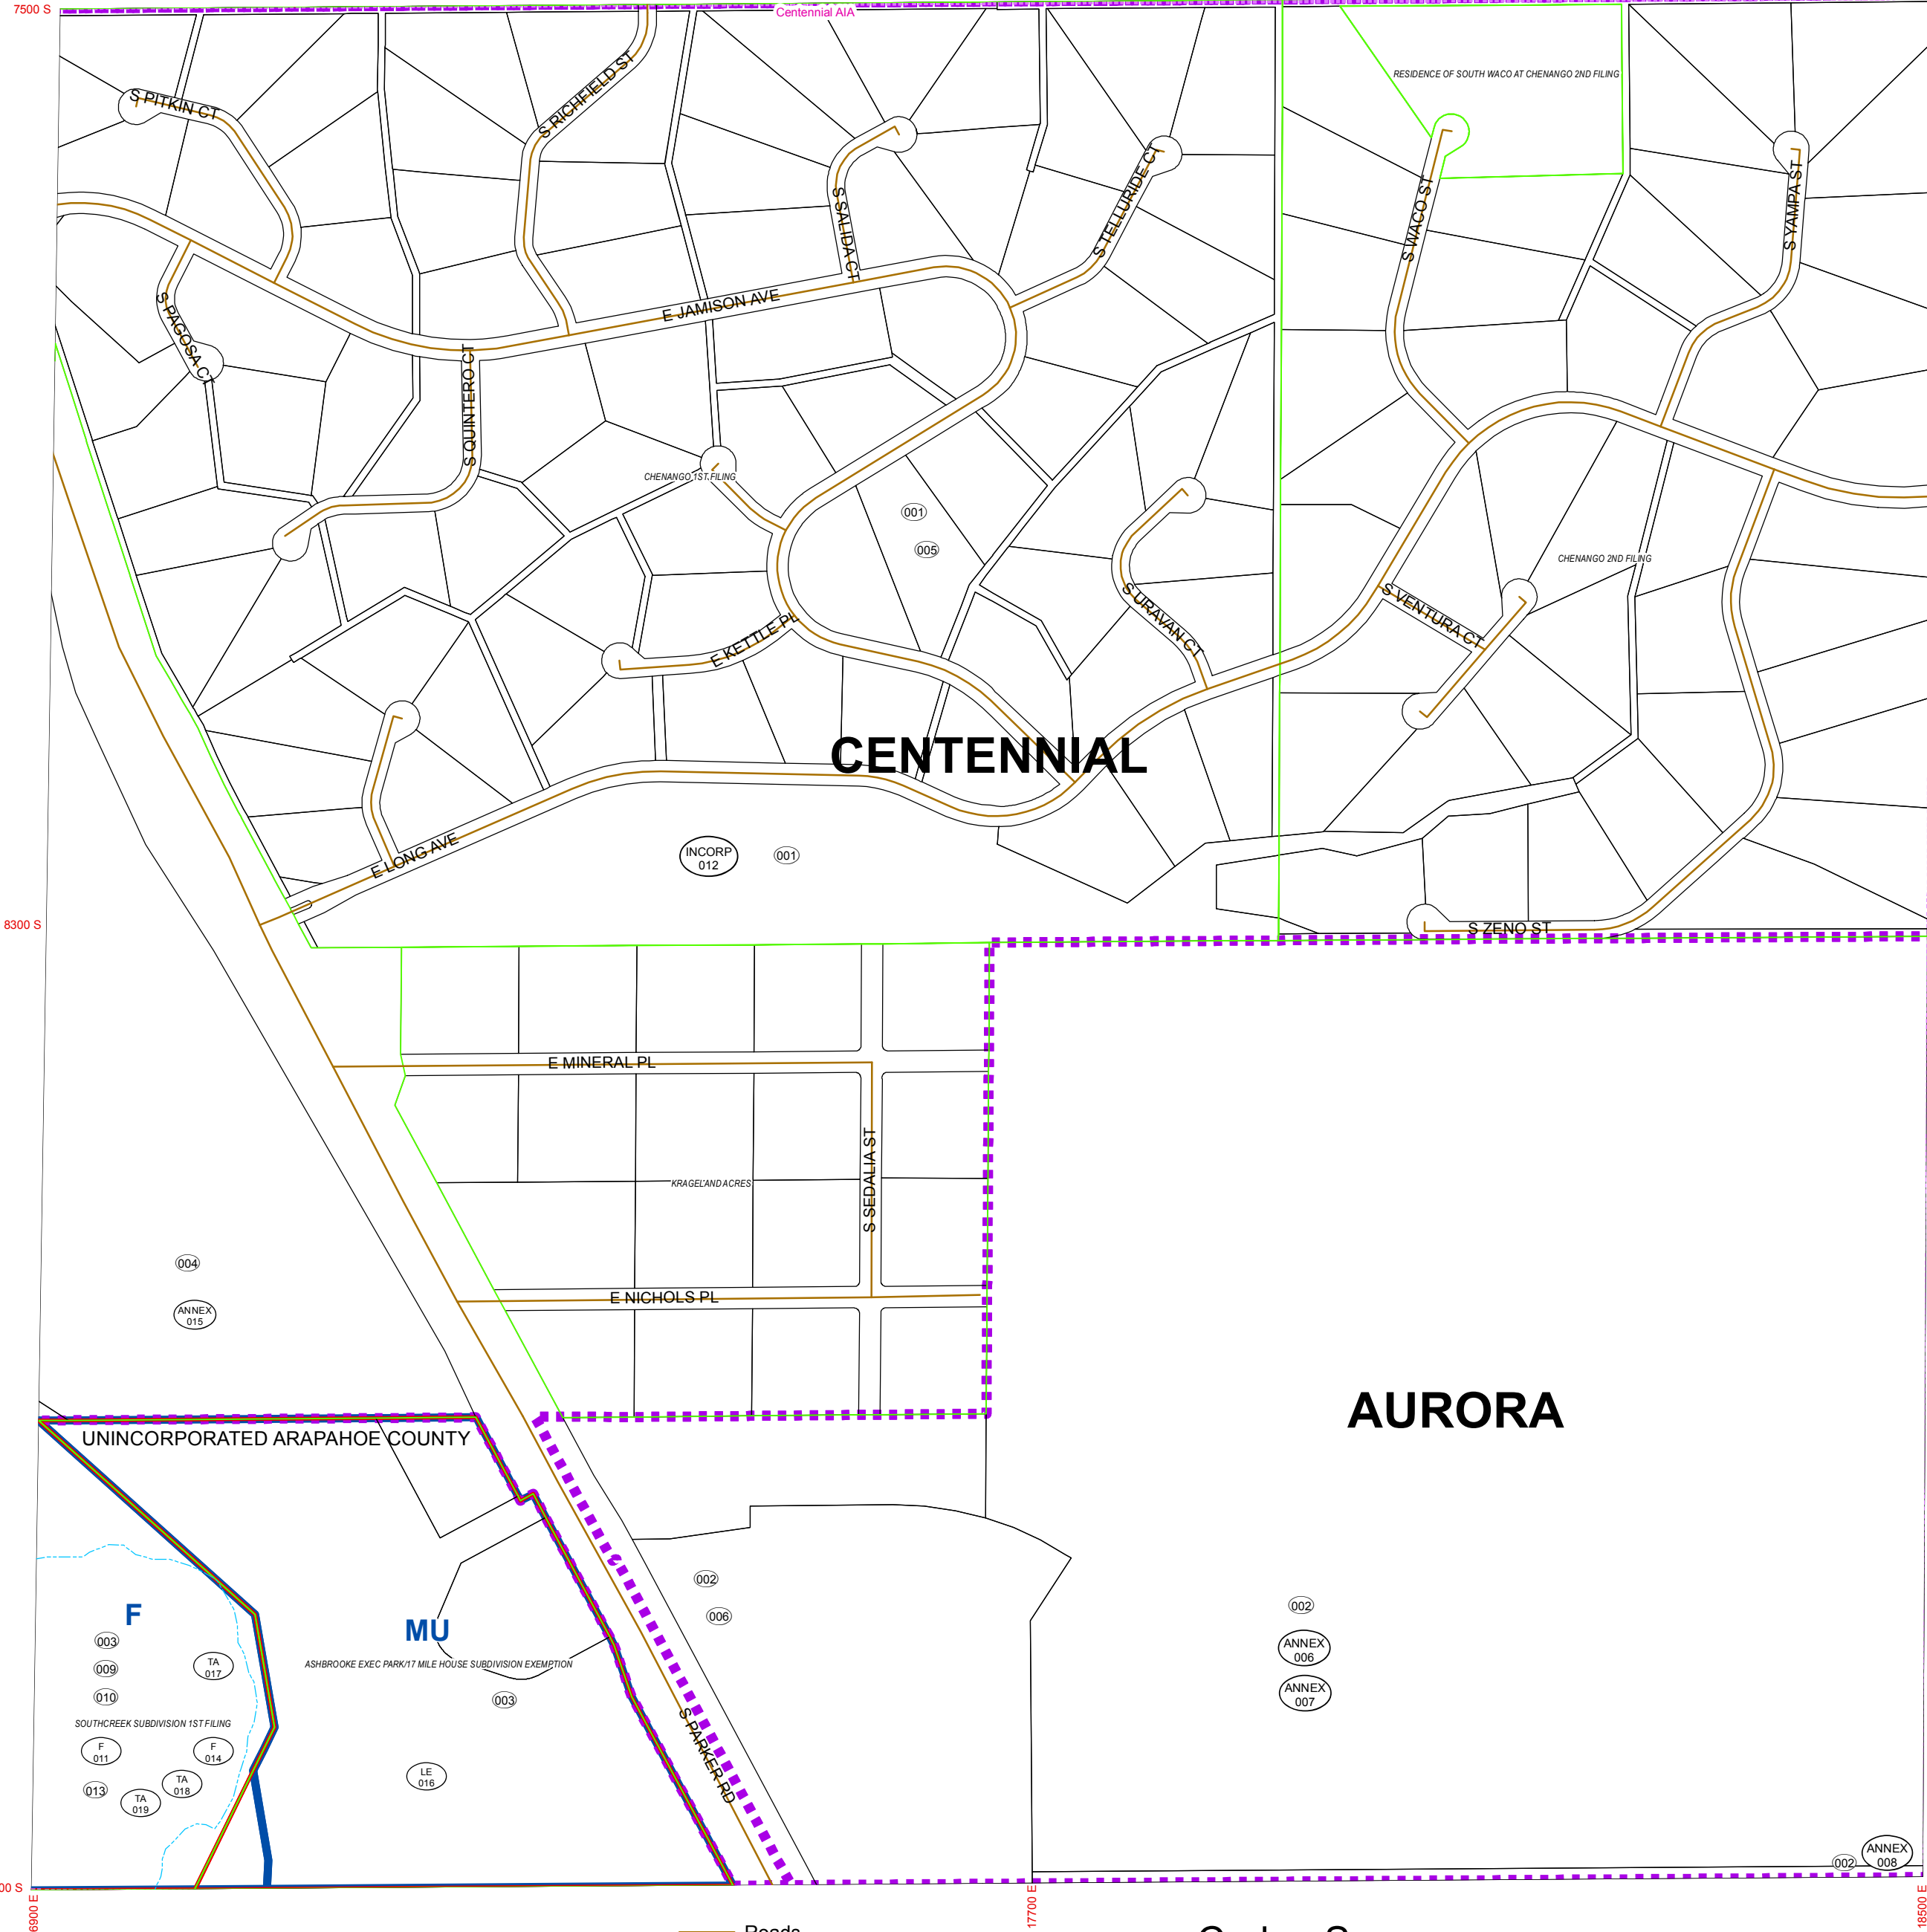 7500 S
Centennial AIA
RESIDENCE OF SOUTH WACO AT CHENANGO 2ND FILING
S PITKIN CT
S RICHFIELD ST
S SALIDA CT
S TELLURIDE CT
S WACO ST
S YAMPA ST
S PAGOSA CT
E JAMISON AVE
S QUINTERO CT
CHENANGO 1ST FILING
001
005
CHENANGO 2ND FILING
E KETTLE PL
S URAVAN CT
S VENTURA CT
CENTENNIAL
E LONG AVE
INCORP
012
001
8300 S
S ZENO ST
E MINERAL PL
S SEDALIA ST
KRAGELAND ACRES
004
ANNEX
015
E NICHOLS PL
AURORA
UNINCORPORATED ARAPAHOE COUNTY
002
006
002
F
MU
003
ANNEX
006
TA
017
ASHBROOKE EXEC PARK/17 MILE HOUSE SUBDIVISION EXEMPTION
009
010
003
ANNEX
007
SOUTHCREEK SUBDIVISION 1ST FILING
S PARKER RD
F
011
F
014
LE
016
013
TA
018
TA
019
002
ANNEX
008
00 S
6900 E
17700 E
18500 E